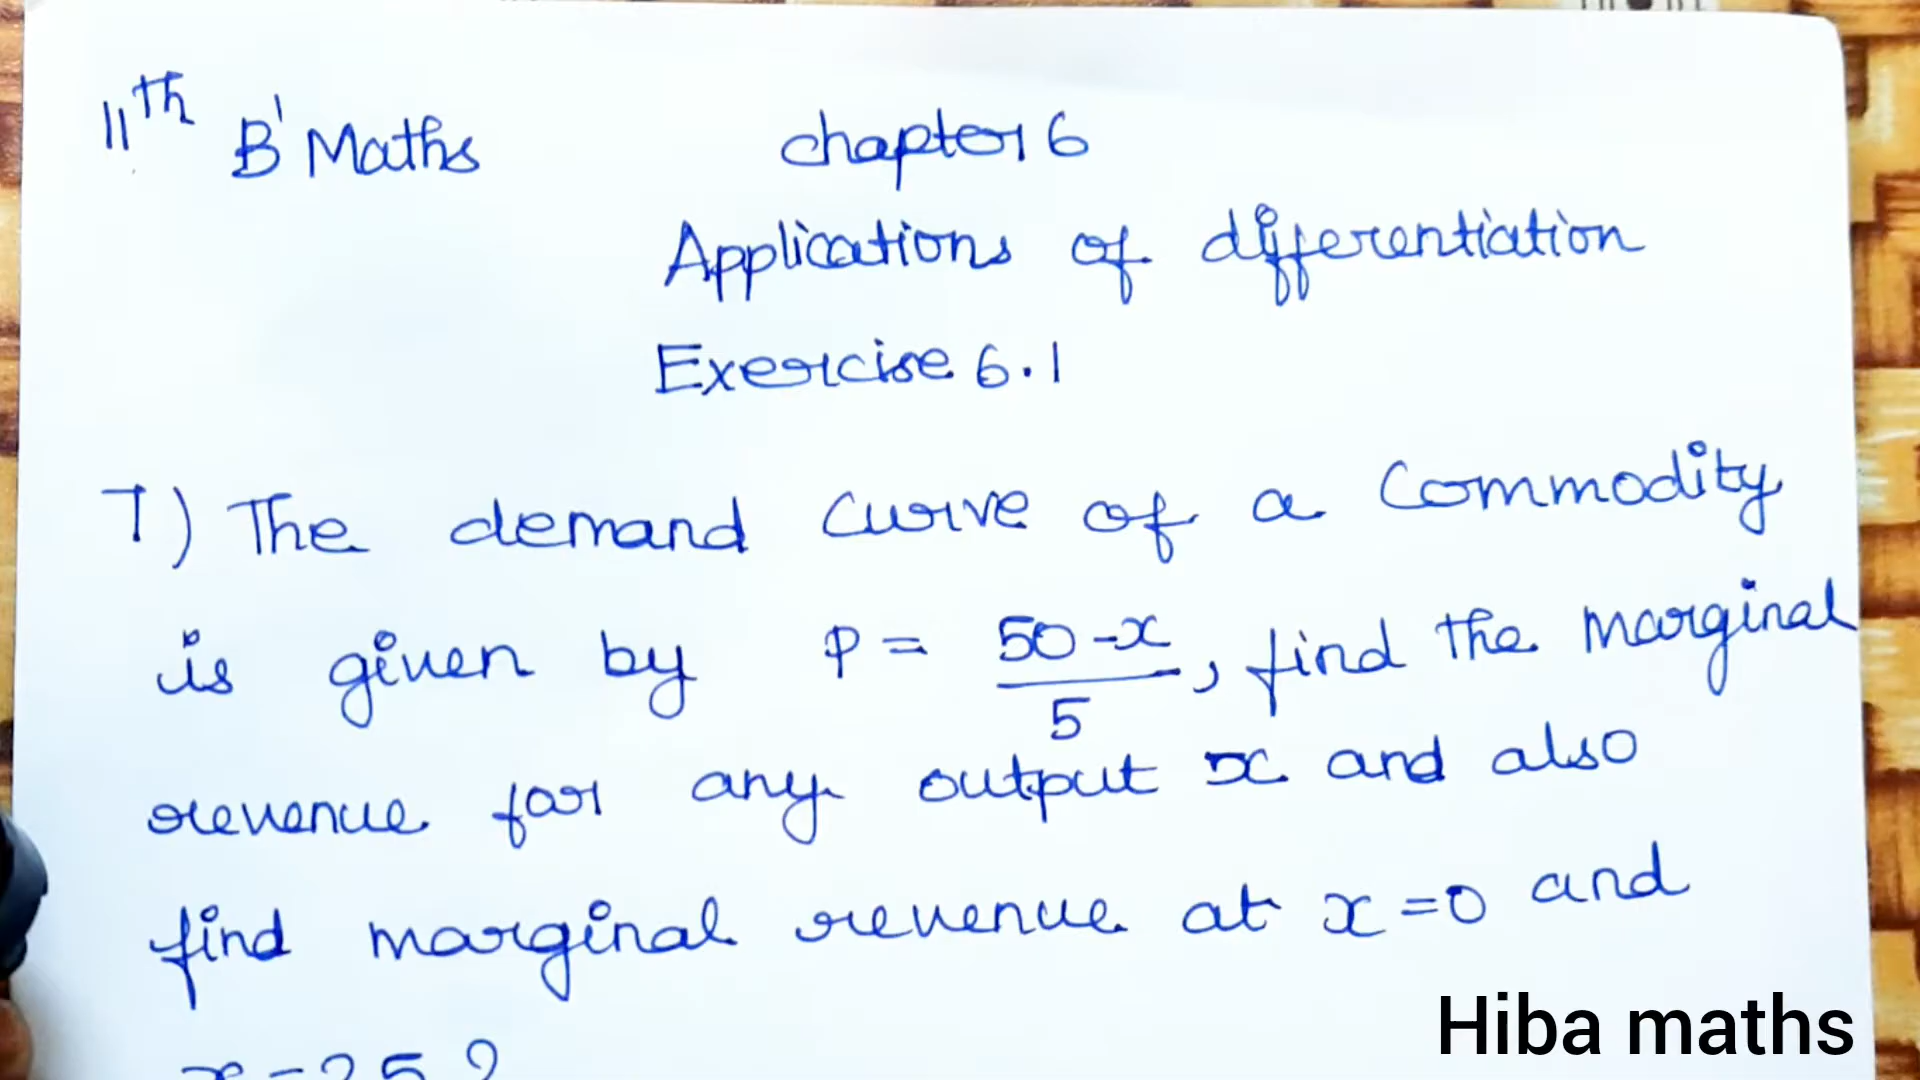 11th B' Maths chapter 6
Applications of differentiation
Exercise 6.1
7) The demand curve of a commodity
is given by P = 50-x/5, find the marginal
revenue for any output x and also
find marginal revenue at x=0 and
x=25?
Hiba maths